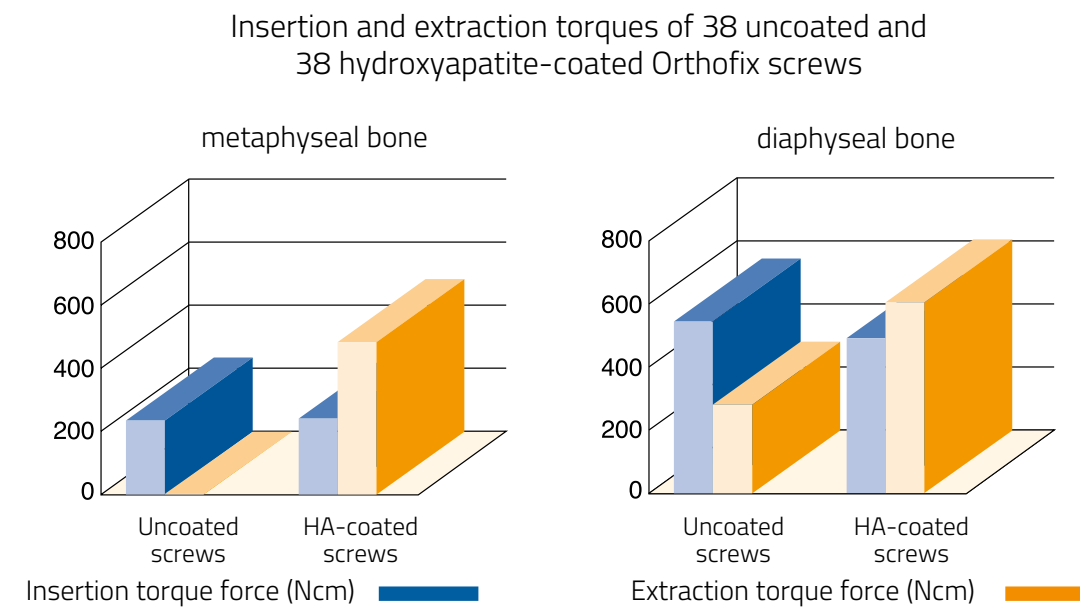 Insertion and extraction torques of 38 uncoated and
38 hydroxyapatite-coated Orthofix screws
metaphyseal bone
800
600
400
200
0
Uncoated
screws
HA-coated
screws
diaphyseal bone
800
600
400
200
0
Uncoated
screws
HA-coated
screws
Insertion torque force (Ncm)
Extraction torque force (Ncm)